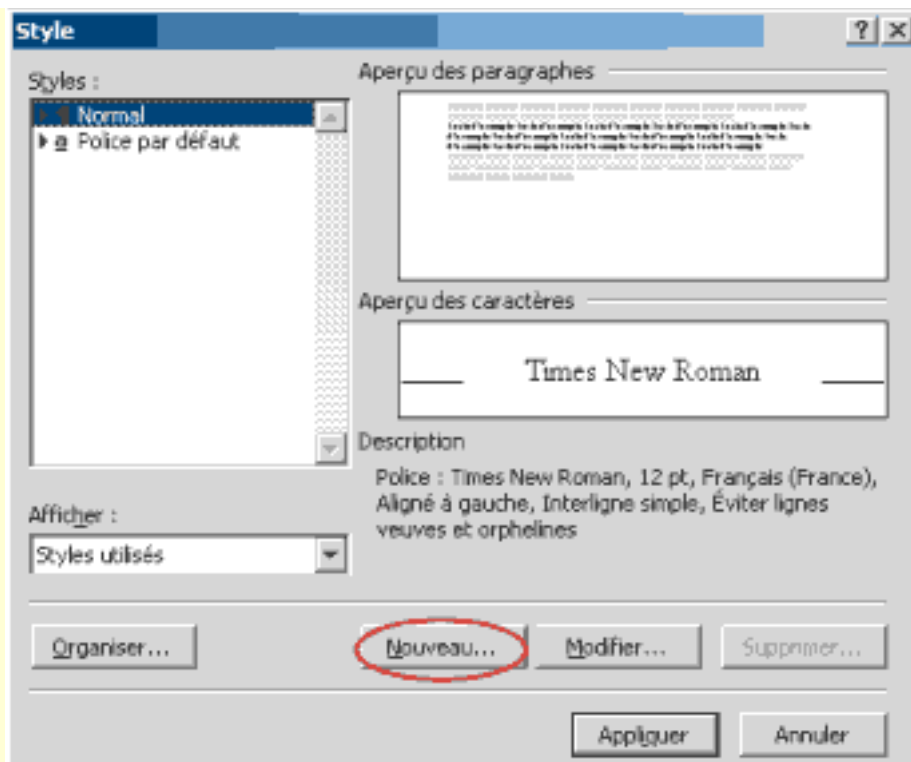 Style
Styles :
Normal
a Police par défaut
Afficher :
Styles utilisés
Aperçu des paragraphes
Aperçu des caractères
Times New Roman
Description
Police : Times New Roman, 12 pt, Français (France),
Aligné à gauche, Interligne simple, Éviter lignes
veuves et orphelines
Organiser...
Nouveau...
Modifier...
Supprimer...
Appliquer
Annuler